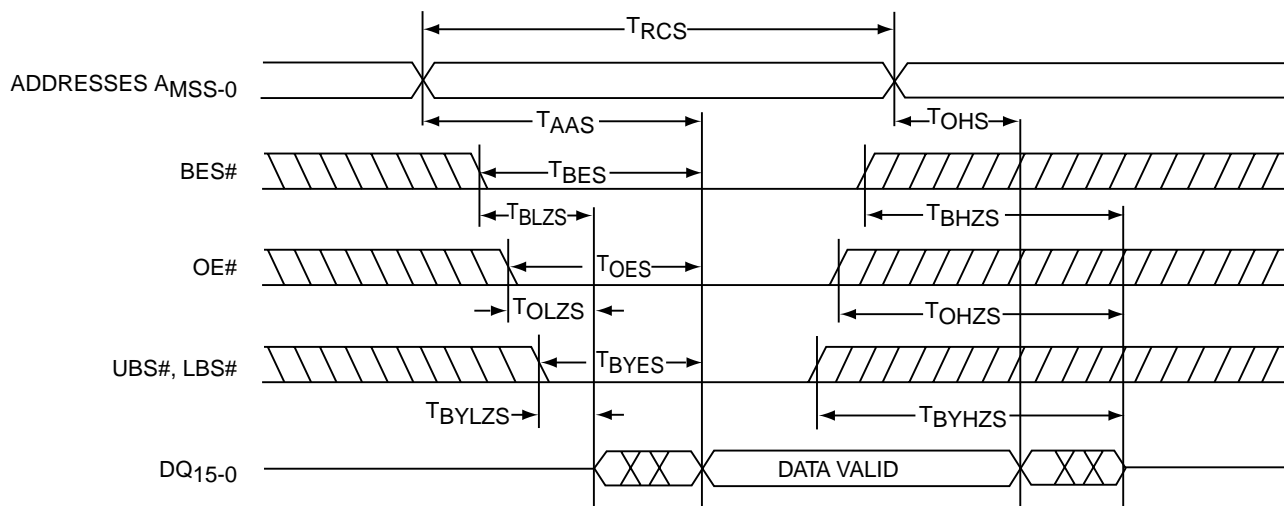 TRCS
ADDRESSES AMSS-0
TAAS
TOHS
BES#
TBES
TBLZS
TBHZS
OE#
TOES
TOLZS
TOHZS
UBS#, LBS#
TBYES
TBYLZS
TBYHZS
DQ15-0
DATA VALID